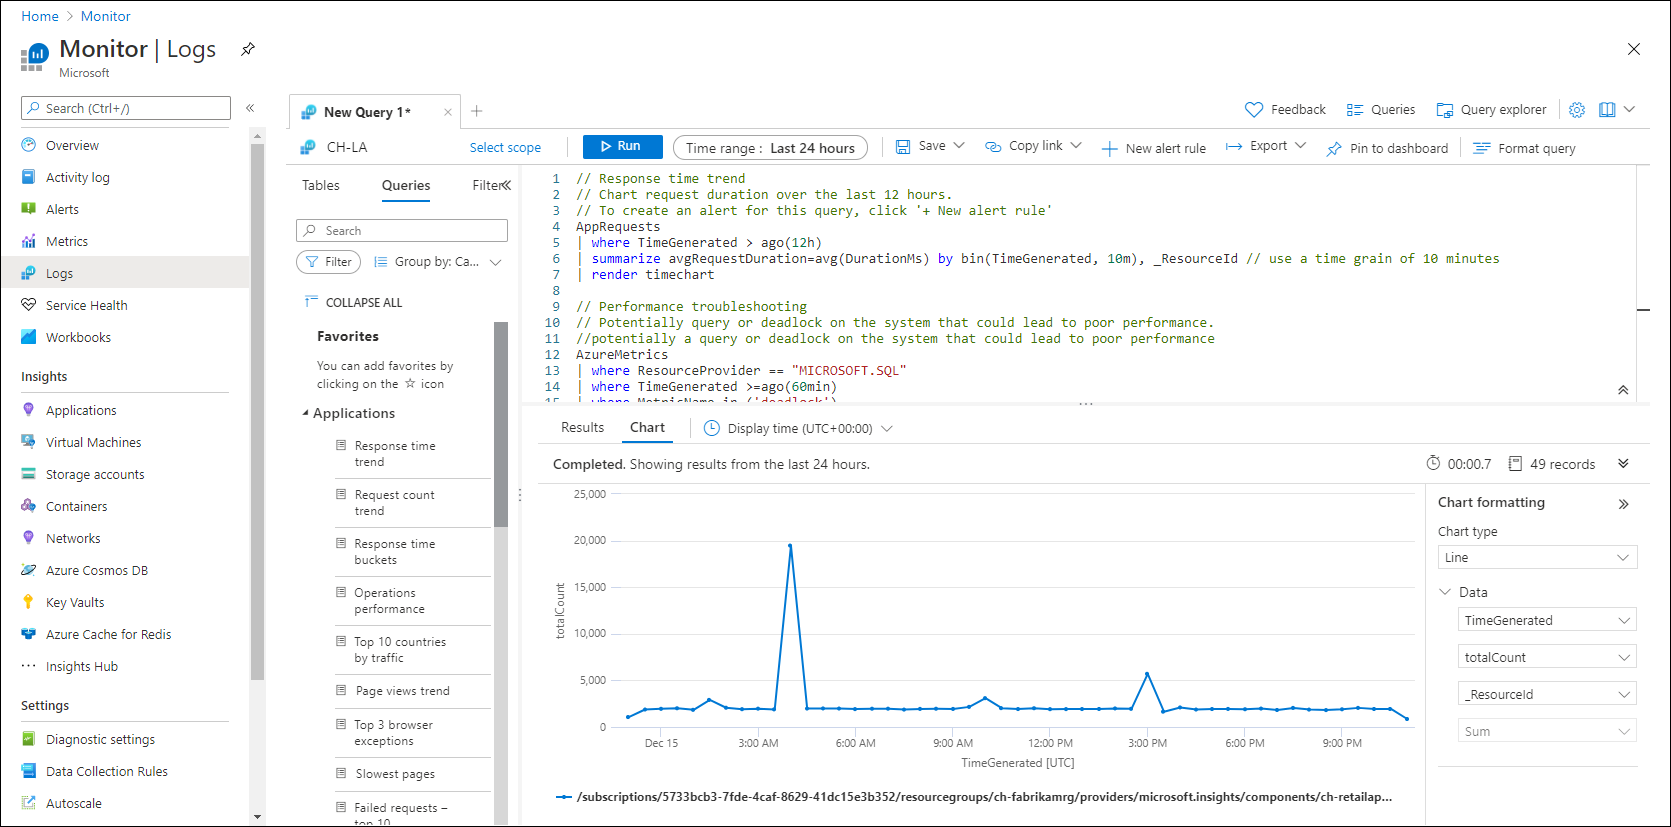 Home > Monitor
Monitor | Logs
Microsoft
Search (Ctrl+/)
«
Overview
Activity log
Alerts
Metrics
Logs
Service Health
Workbooks
Insights
Applications
Virtual Machines
Storage accounts
Containers
Networks
Azure Cosmos DB
Key Vaults
Azure Cache for Redis
Insights Hub
Settings
Diagnostic settings
Data Collection Rules
Autoscale
New Query 1*
Feedback
Queries
Query explorer
CH-LA
Select scope
Run
Time range : Last 24 hours
Save
Copy link
New alert rule
Export
Pin to dashboard
Format query
Tables
Queries
Filter
Search
Filter
Group by: Ca...
COLLAPSE ALL
Favorites
You can add favorites by
clicking on the ☆ icon
Applications
Response time
trend
Request count
trend
Response time
buckets
Operations
performance
Top 10 countries
by traffic
Page views trend
Top 3 browser
exceptions
Slowest pages
Failed requests –
top 10
1 // Response time trend
2 // Chart request duration over the last 12 hours.
3 // To create an alert for this query, click '+ New alert rule'
4 AppRequests
5 | where TimeGenerated > ago(12h)
6 | summarize avgRequestDuration=avg(DurationMs) by bin(TimeGenerated, 10m), _ResourceId // use a time grain of 10 minutes
7 | render timechart
8
9 // Performance troubleshooting
10 // Potentially query or deadlock on the system that could lead to poor performance.
11 //potentially a query or deadlock on the system that could lead to poor performance
12 AzureMetrics
13 | where ResourceProvider == "MICROSOFT.SQL"
14 | where TimeGenerated >=ago(60min)
15 | where MetricName in ('deadlock')
Results
Chart
Display time (UTC+00:00)
Completed. Showing results from the last 24 hours.
00:00.7
49 records
25,000
20,000
15,000
10,000
5,000
0
totalCount
Dec 15
3:00 AM
6:00 AM
9:00 AM
12:00 PM
3:00 PM
6:00 PM
9:00 PM
TimeGenerated [UTC]
/subscriptions/5733bcb3-7fde-4caf-8629-41dc15e3b352/resourcegroups/ch-fabrikamrg/providers/microsoft.insights/components/ch-retailap...
Chart formatting
Chart type
Line
Data
TimeGenerated
totalCount
_ResourceId
Sum